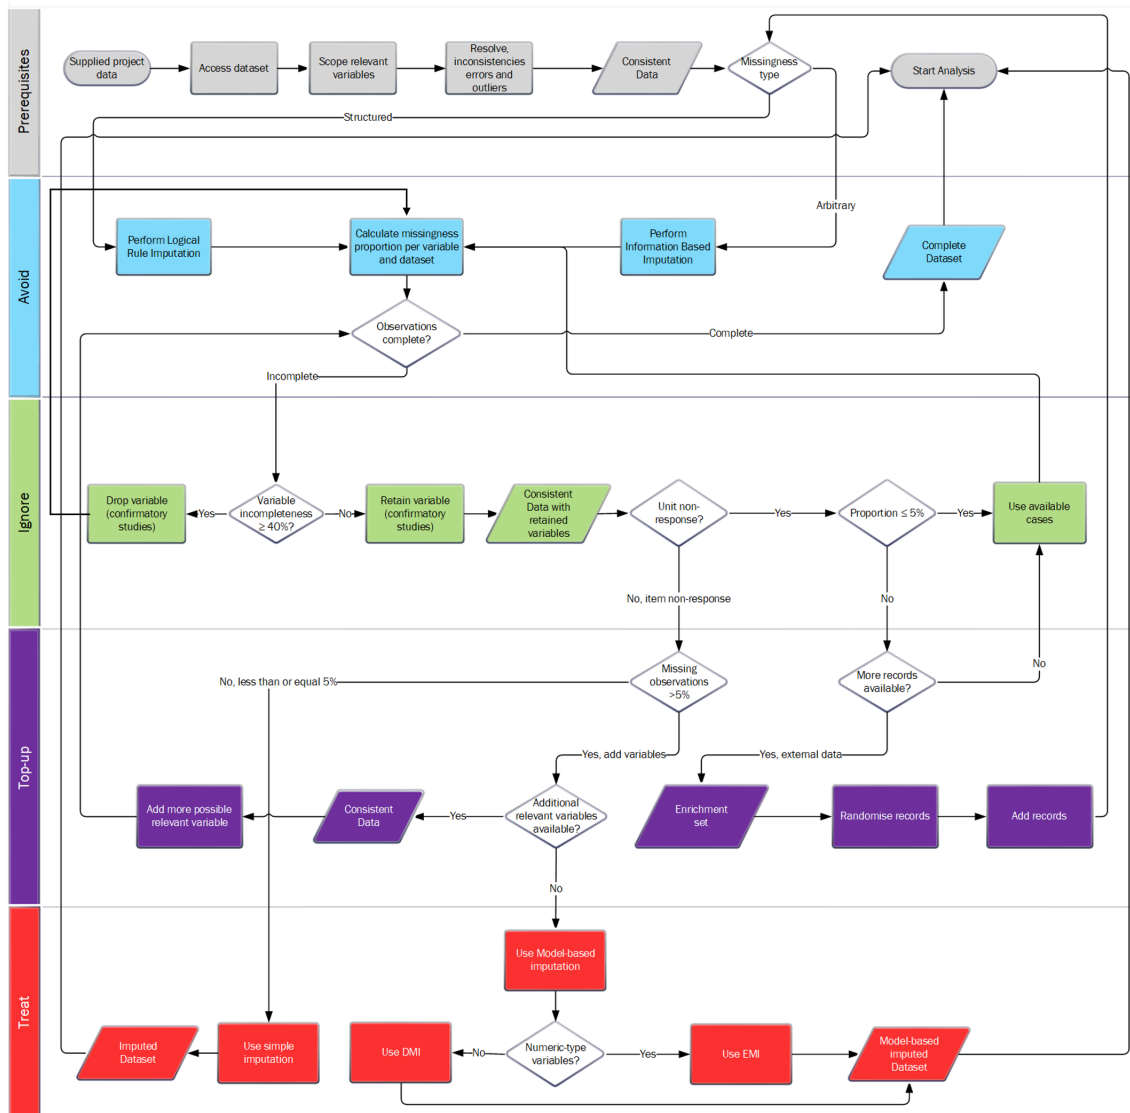 Prerequisites
Supplied project
data
Access dataset
Scope relevant
variables
Resolve,
inconsistencies
errors and
outliers
Consistent
Data
Missingness
type
Start Analysis
Structured
Arbitrary
Avoid
Perform Logical
Rule Imputation
Calculate missingness
proportion per variable
and dataset
Perform
Information Based
Imputation
Complete
Dataset
Observations
complete?
Complete
Incomplete
Ignore
Drop variable
(confirmatory
studies)
Yes
Variable
incompleteness
≥ 40%?
No
Retain variable
(confirmatory
studies)
Consistent
Data with
retained
variables
Unit non-
response?
Yes
Proportion ≤ 5%
Yes
Use available
cases
No, item non-response
No
Top-up
No, less than or equal 5%
Missing
observations
>5%
More records
available?
No
Yes, add variables
Yes, external data
Add more possible
relevant variable
Consistent
Data
Yes
Additional
relevant variables
available?
Enrichment
set
Randomise records
Add records
No
Treat
Use Model-based
imputation
Imputed
Dataset
Use simple
imputation
Use DMI
No
Numeric-type
variables?
Yes
Use EMI
Model-based
imputed
Dataset